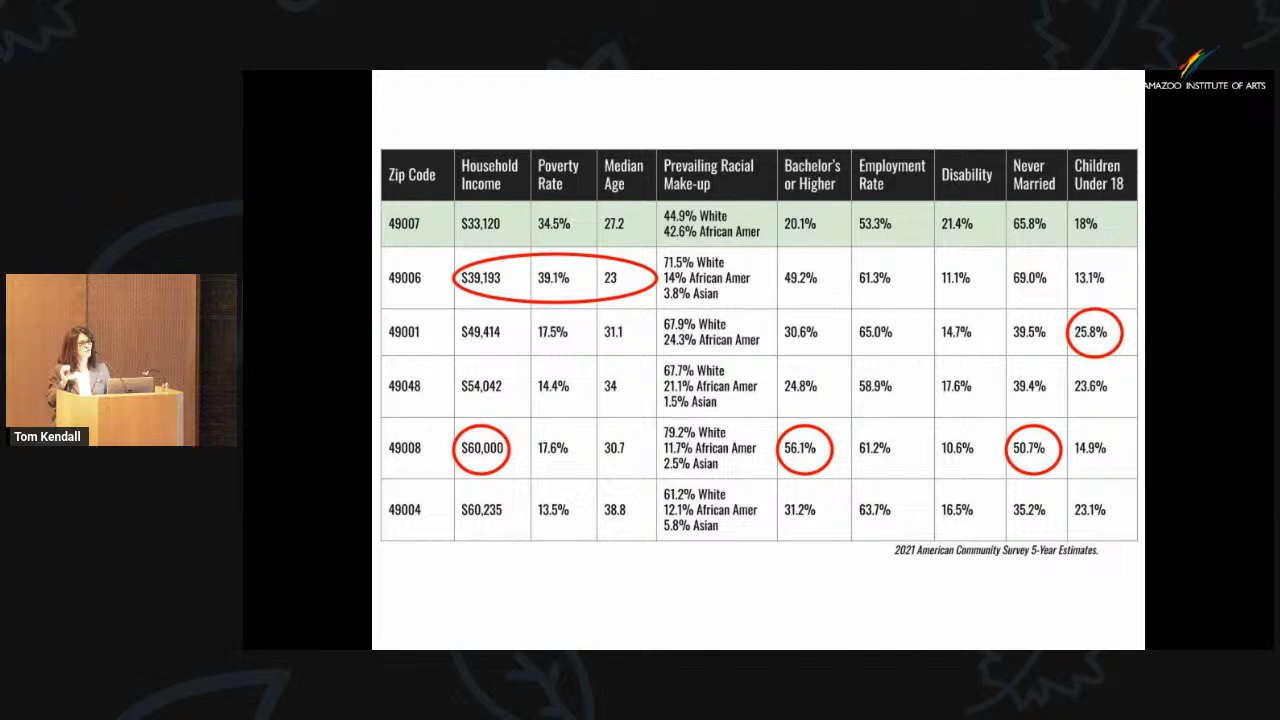 AMAZOO INSTITUTE OF ARTS
Zip Code Household Income Poverty Rate Median Age Prevailing Racial Make-up Bachelor's or Higher Employment Rate Disability Never Married Children Under 18
49007 $33,120 34.5% 27.2 44.9% White 42.6% African Amer 20.1% 53.3% 21.4% 65.8% 18%
49006 $39,193 39.1% 23 71.5% White 14% African Amer 3.8% Asian 49.2% 61.3% 11.1% 69.0% 13.1%
49001 $49,414 17.5% 31.1 67.9% White 24.3% African Amer 30.6% 65.0% 14.7% 39.5% 25.8%
49048 $54,042 14.4% 34 67.7% White 21.1% African Amer 1.5% Asian 24.8% 58.9% 17.6% 39.4% 23.6%
49008 $60,000 17.6% 30.7 79.2% White 11.7% African Amer 2.5% Asian 56.1% 61.2% 10.6% 50.7% 14.9%
49004 $60,235 13.5% 38.8 61.2% White 12.1% African Amer 5.8% Asian 31.2% 63.7% 16.5% 35.2% 23.1%
2021 American Community Survey 5-Year Estimates.
Tom Kendall